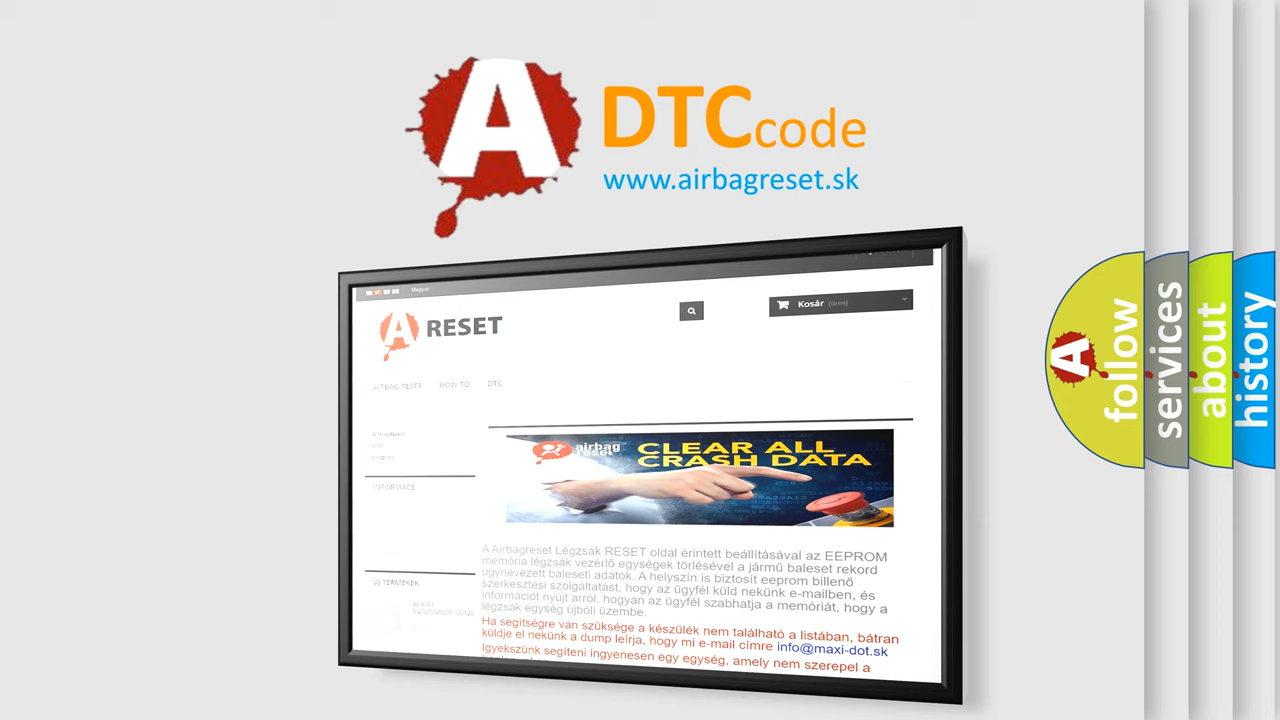 A
DTCcode
www.airbagreset.sk
Magyar
A RESET
Kosár
AIRBAG RESET HOW TO DTC
INFORMACE
airbag
reset
CLEAR ALL
CRASH DATA
A Airbagreset Légzsák RESET oldal érintett beállításával az EEPROM
memória légzsák vezérlő egységek törlésével a jármű baleset rekord
úgynevezett baleseti adatok. A helyszín is biztosít eeprom billenő
szerkesztési szolgáltatást, hogy az ügyfél küld nekünk e-mailben, és
információt nyújt arról, hogyan az ügyfél szabhatja a memóriát, hogy a
légzsák egység újbóli üzembe.
Ha segítségre van szüksége a készülék nem található a listában, bátran
küldje el nekünk a dump leírja, hogy mi e-mail címre info@maxi-dot.sk
Igyekszünk segíteni ingyenesen egy egység, amely nem szerepel a
ÚJ TERMÉKEK
A
follow
services
about
history